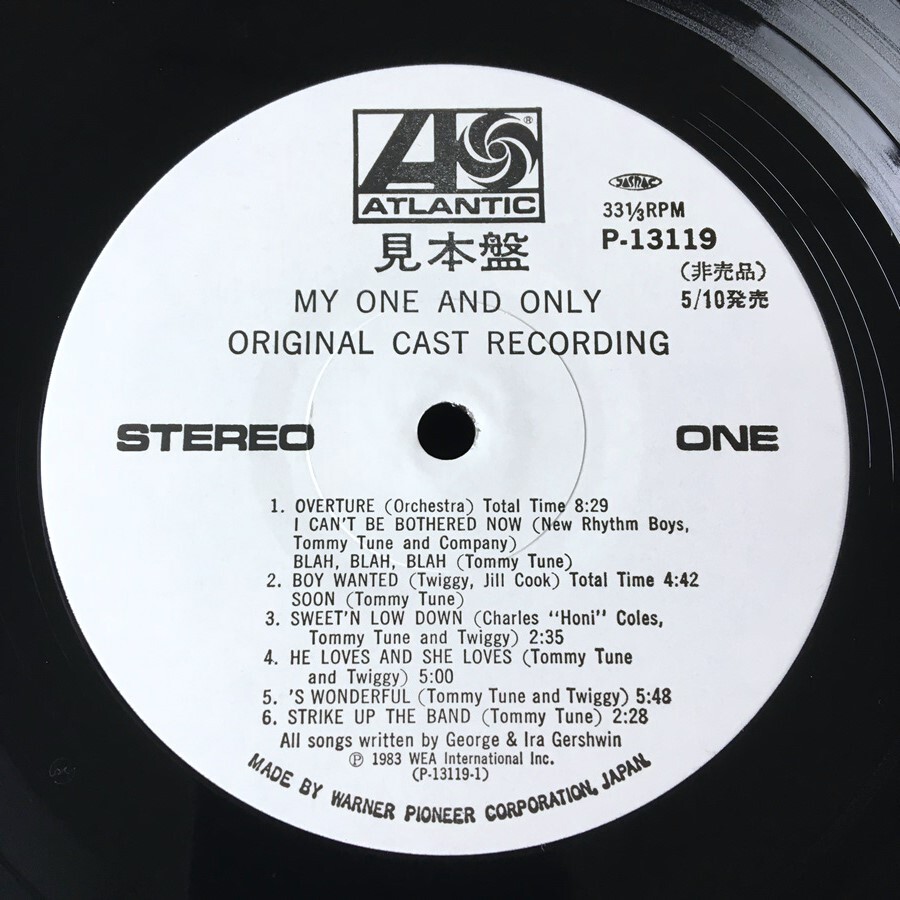 ATLANTIC ®
JASRAC
33 1/3 RPM
P-13119
見本盤
(非売品)
5/10発売
MY ONE AND ONLY
ORIGINAL CAST RECORDING
STEREO ONE
1. OVERTURE (Orchestra) Total Time 8:29
I CAN'T BE BOTHERED NOW (New Rhythm Boys,
Tommy Tune and Company)
BLAH, BLAH, BLAH (Tommy Tune)
2. BOY WANTED (Twiggy, Jill Cook) Total Time 4:42
SOON (Tommy Tune)
3. SWEET'N LOW DOWN (Charles "Honi" Coles,
Tommy Tune and Twiggy) 2:35
4. HE LOVES AND SHE LOVES (Tommy Tune
and Twiggy) 5:00
5. 'S WONDERFUL (Tommy Tune and Twiggy) 5:48
6. STRIKE UP THE BAND (Tommy Tune) 2:28
All songs written by George & Ira Gershwin
Ⓟ 1983 WEA International Inc.
(P-13119-1)
MADE BY WARNER PIONEER CORPORATION, JAPAN.